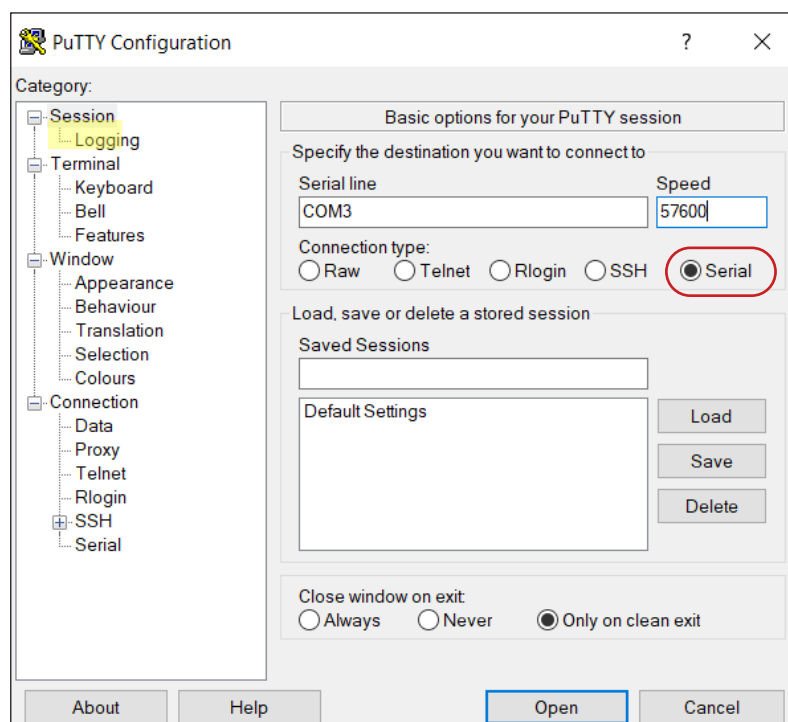 PuTTY Configuration
?
Category:
Session
Logging
Terminal
Keyboard
Bell
Features
Window
Appearance
Behaviour
Translation
Selection
Colours
Connection
Data
Proxy
Telnet
Rlogin
SSH
Serial
Basic options for your PuTTY session
Specify the destination you want to connect to
Serial line Speed
COM3 57600
Connection type:
Raw Telnet Rlogin SSH Serial
Load, save or delete a stored session
Saved Sessions
Default Settings
Load
Save
Delete
Close window on exit:
Always Never Only on clean exit
About Help Open Cancel